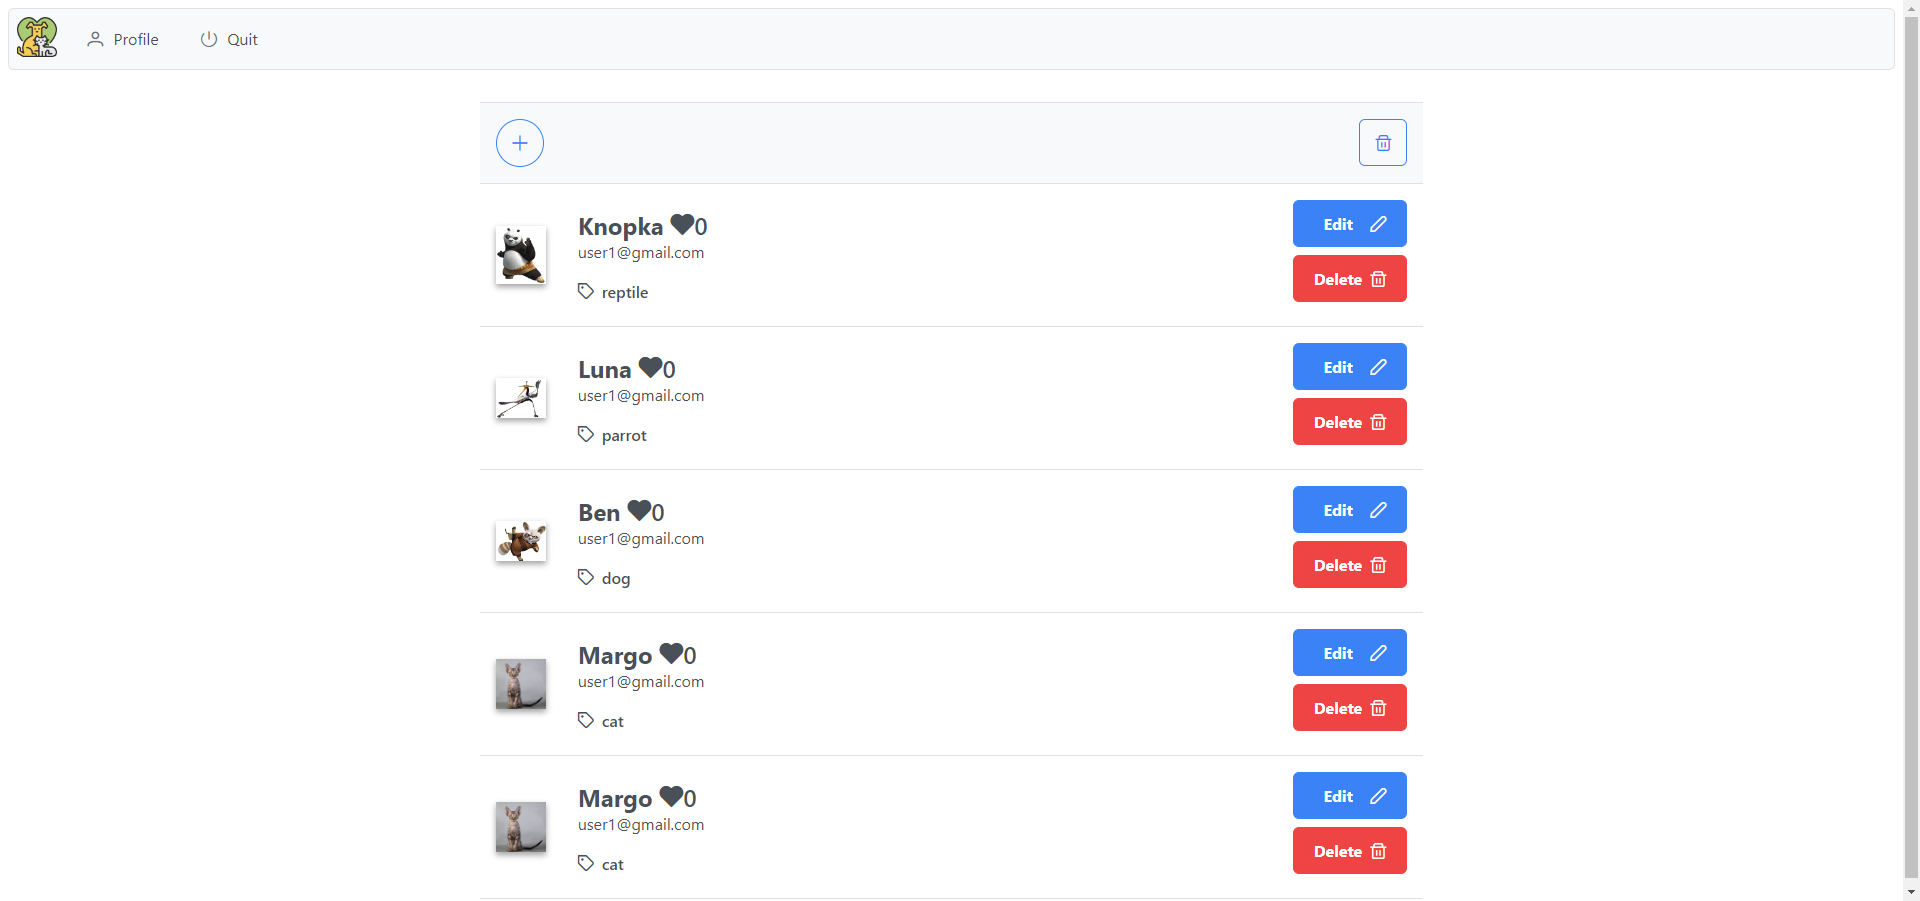 Profile
Quit
Knopka 0
user1@gmail.com
reptile
Edit
Delete
Luna 0
user1@gmail.com
parrot
Edit
Delete
Ben 0
user1@gmail.com
dog
Edit
Delete
Margo 0
user1@gmail.com
cat
Edit
Delete
Margo 0
user1@gmail.com
cat
Edit
Delete